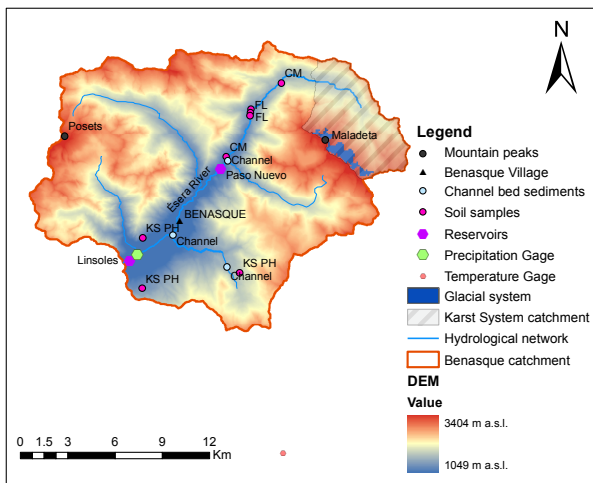 N
CM
FL
FL
Posets
Maladeta
CM
Channel
Paso Nuevo
Ésera River
BENASQUE
KS PH
Channel
Linsoles
KS PH
Channel
KS PH
Legend
Mountain peaks
Benasque Village
Channel bed sediments
Soil samples
Reservoirs
Precipitation Gage
Temperature Gage
Glacial system
Karst System catchment
Hydrological network
Benasque catchment
DEM
Value
3404 m a.s.l.
1049 m a.s.l.
0 1.5 3 6 9 12
Km